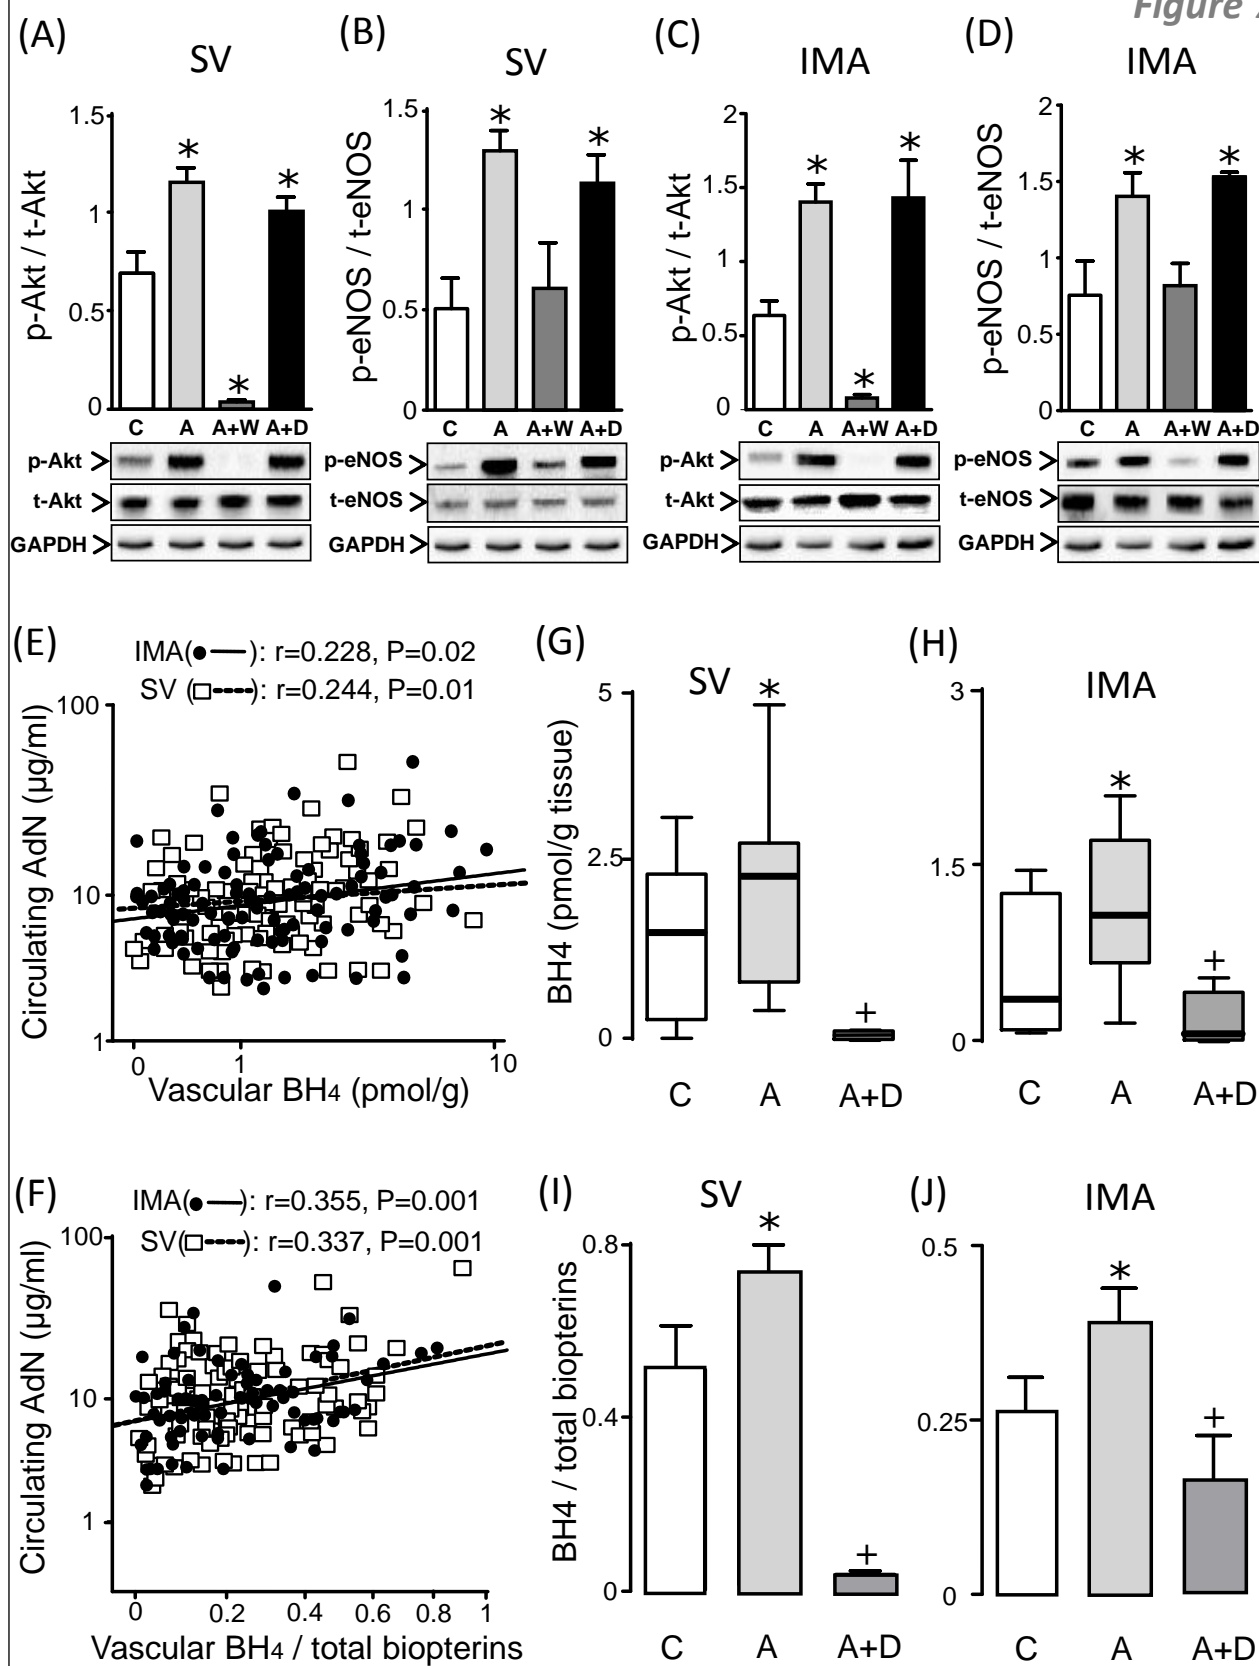 Figure
(A)
SV
p-Akt / t-Akt
1.5
1
0.5
0
*
*
*
C A A+W A+D
p-Akt >
t-Akt >
GAPDH >
(B)
SV
p-eNOS / t-eNOS
1.5
1
0.5
0
*
*
C A A+W A+D
p-eNOS >
t-eNOS >
GAPDH >
(C)
IMA
p-Akt / t-Akt
2
1.5
1
0.5
0
*
*
*
C A A+W A+D
p-Akt >
t-Akt >
GAPDH >
(D)
IMA
p-eNOS / t-eNOS
2
1.5
1
0.5
0
*
*
C A A+W A+D
p-eNOS >
t-eNOS >
GAPDH >
(E)
IMA(●—): r=0.228, P=0.02
SV (□----): r=0.244, P=0.01
Circulating AdN (µg/ml)
100
10
1
0 1 10
Vascular BH4 (pmol/g)
(G)
SV
BH4 (pmol/g tissue)
5
2.5
0
*
+
C A A+D
(H)
IMA
3
1.5
0
*
+
C A A+D
(F)
IMA(●—): r=0.355, P=0.001
SV(□----): r=0.337, P=0.001
Circulating AdN (µg/ml)
100
10
1
0 0.2 0.4 0.6 0.8 1
Vascular BH4 / total biopterins
(I)
SV
BH4 / total biopterins
0.8
0.4
0
*
+
C A A+D
(J)
IMA
0.5
0.25
0
*
+
C A A+D